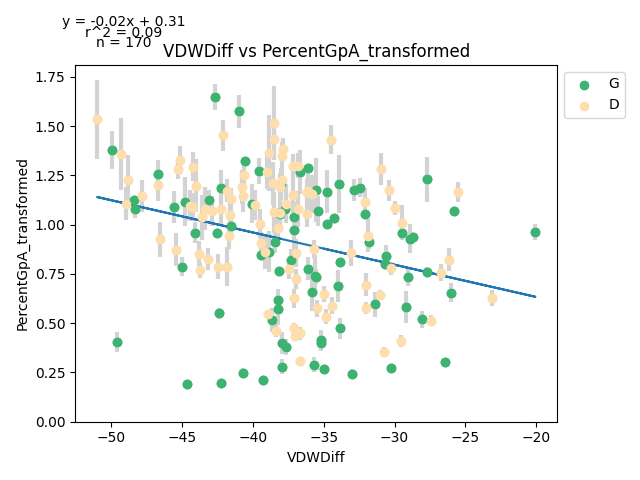 y = -0.02x + 0.31
r^2 = 0.09
n = 170
VDWDiff vs PercentGpA_transformed
G
D
PercentGpA_transformed
1.75
1.50
1.25
1.00
0.75
0.50
0.25
0.00
−50 −45 −40 −35 −30 −25 −20
VDWDiff